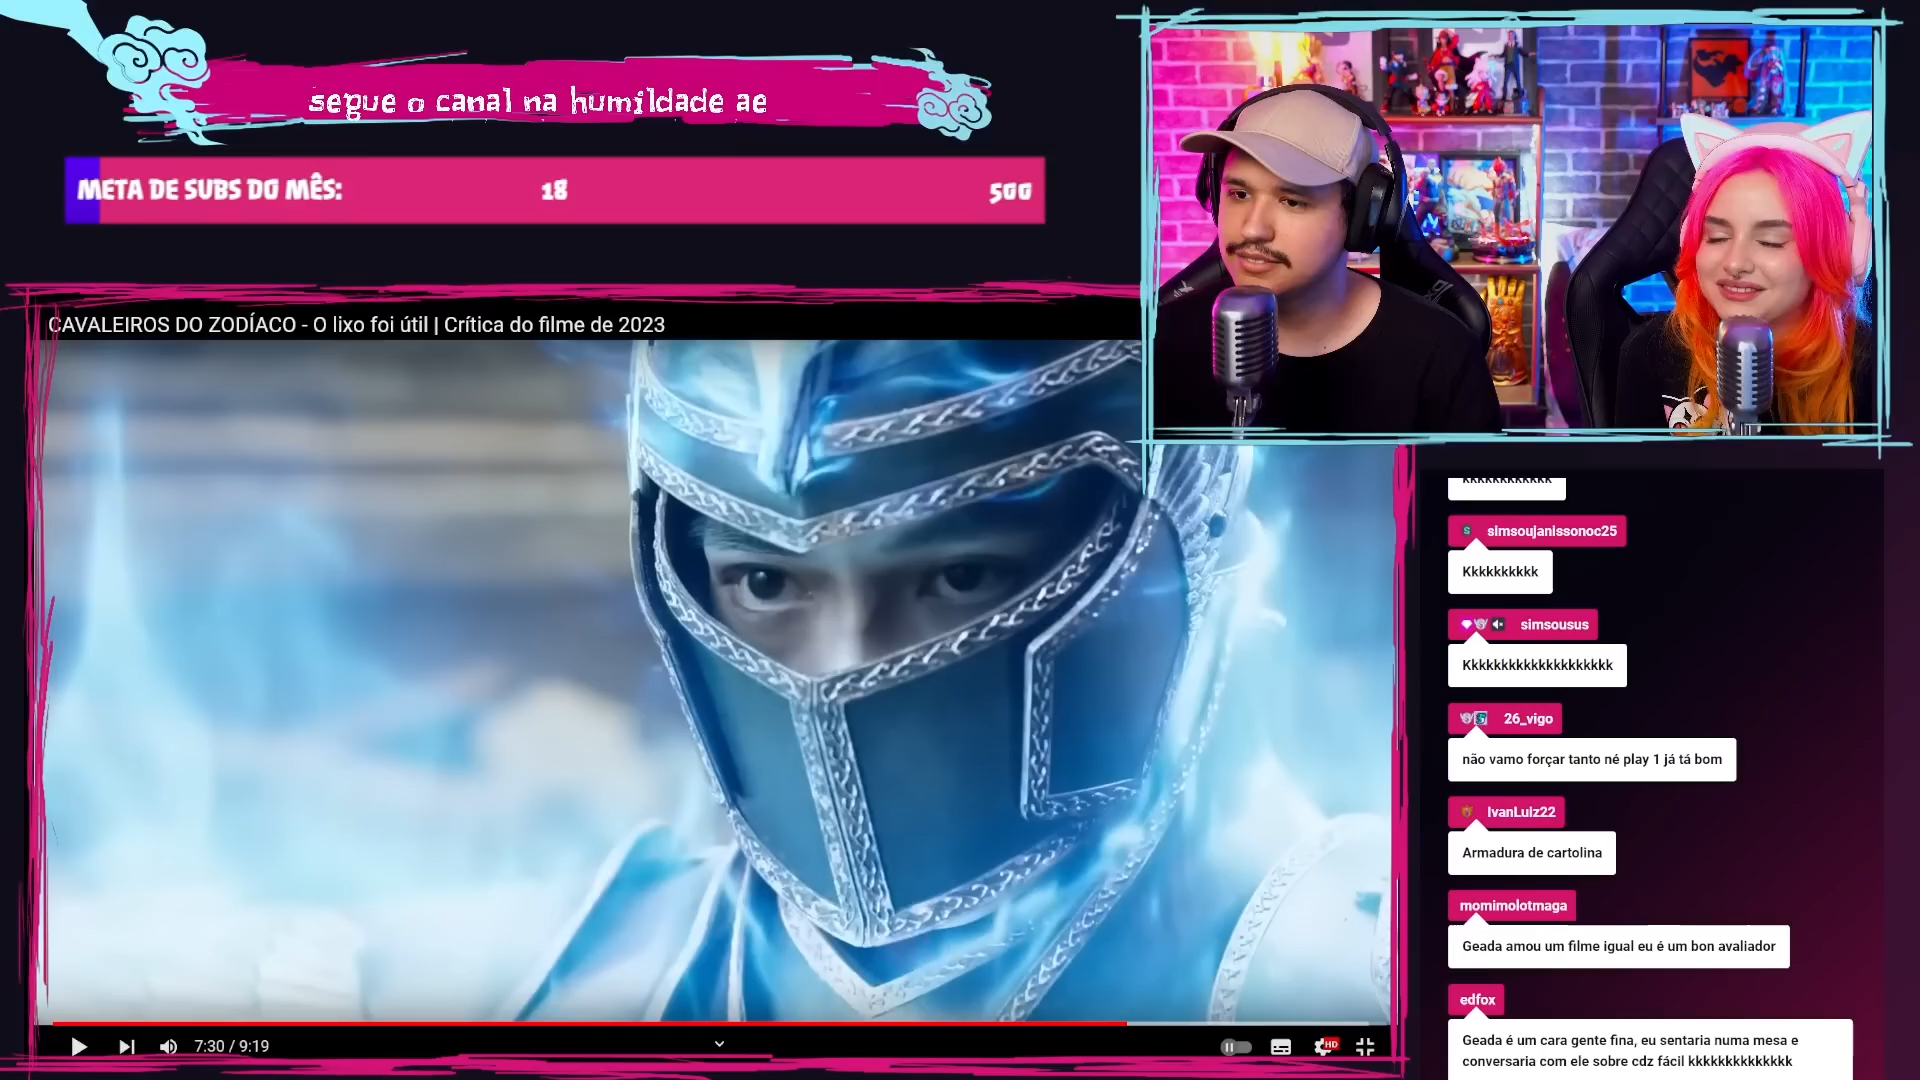 segue o canal na humildade ae
META DE SUBS DO MÊS: 18 500
CAVALEIROS DO ZODÍACO - O lixo foi útil | Crítica do filme de 2023
kkkkkkkkkkkk
simsoujanissonoc25
Kkkkkkkkkk
simsousus
Kkkkkkkkkkkkkkkkkkkk
26_vigo
não vamo forçar tanto né play 1 já tá bom
IvanLuiz22
Armadura de cartolina
momimolotmaga
Geada amou um filme igual eu é um bon avaliador
edfox
Geada é um cara gente fina, eu sentaria numa mesa e
conversaria com ele sobre cdz fácil kkkkkkkkkkkkkk
7:30 / 9:19
HD